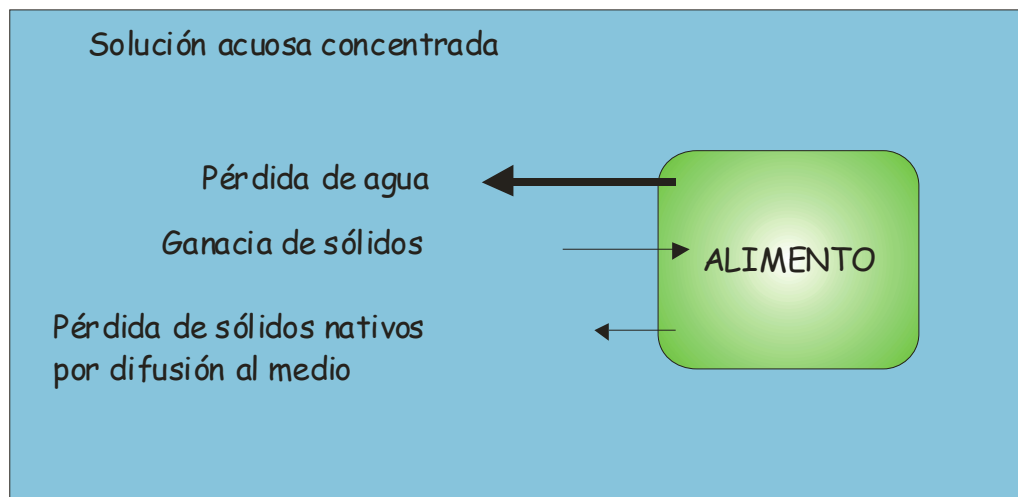 Solución acuosa concentrada
Pérdida de agua
Ganacia de sólidos
ALIMENTO
Pérdida de sólidos nativos
por difusión al medio